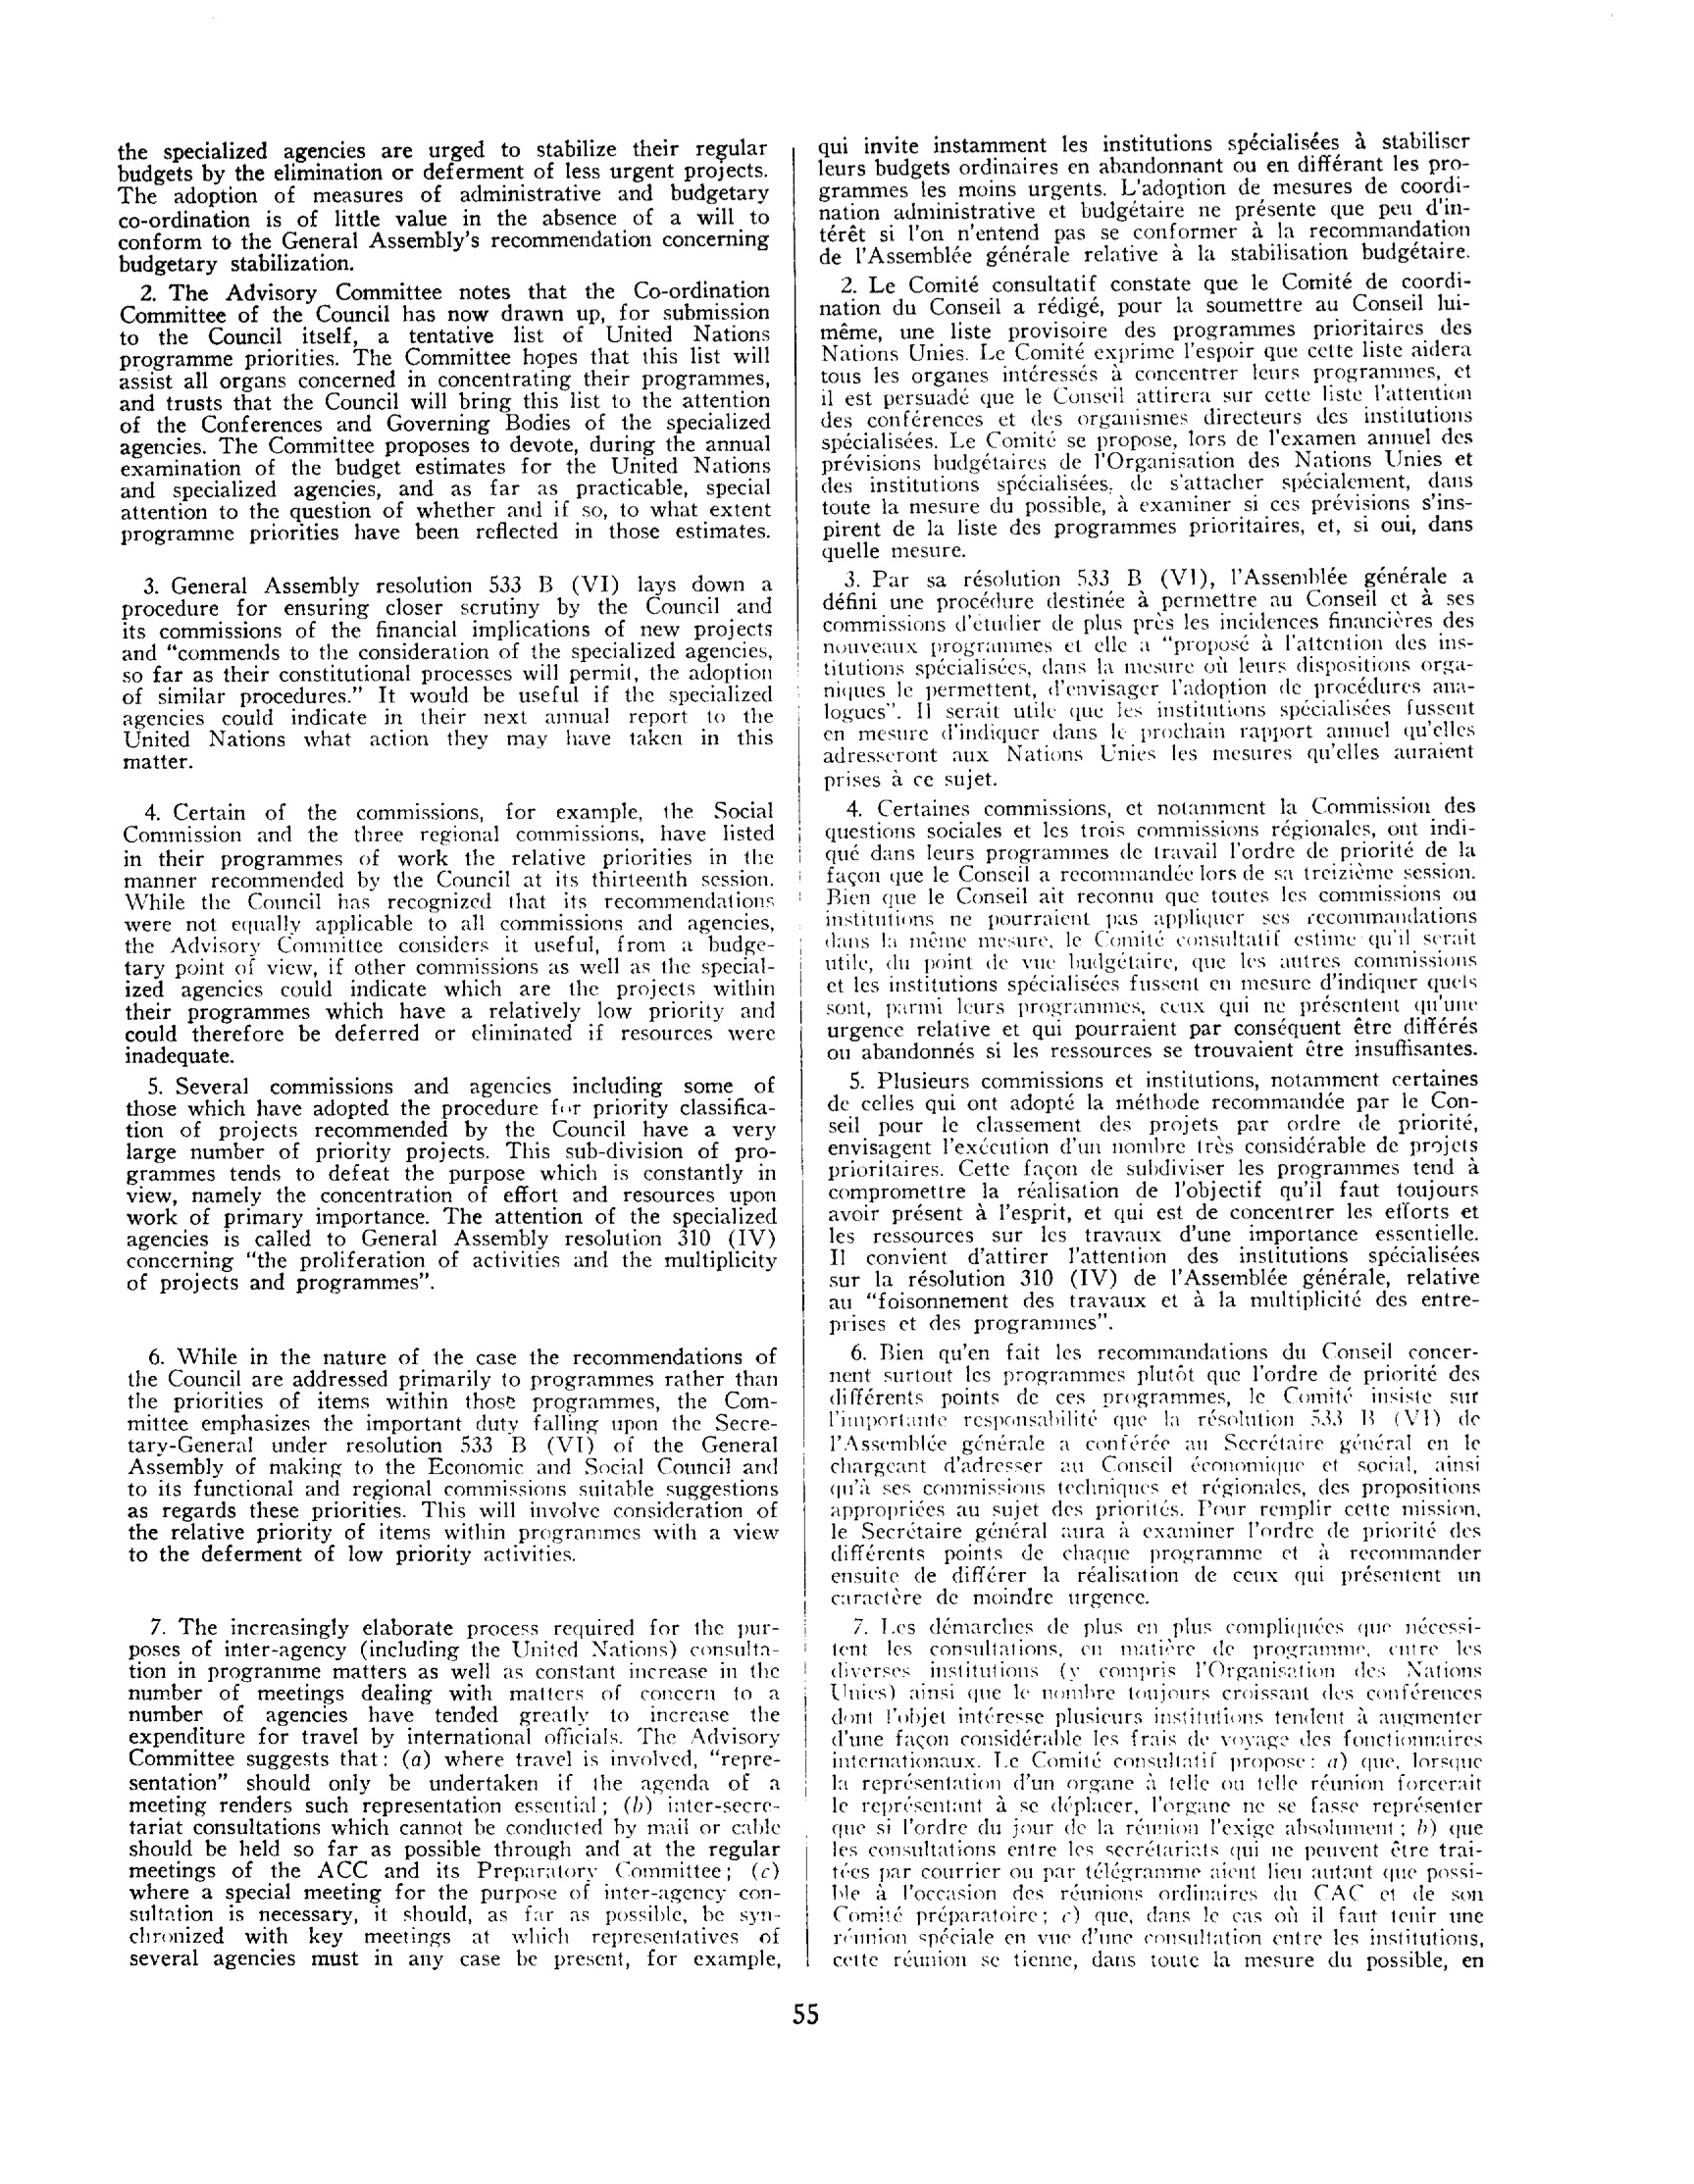 the specialized agencies are urged to stabilize their regular
budgets by the elimination or deferment of less urgent projects.
The adoption of measures of administrative and budgetary
co-ordination is of little value in the absence of a will to
conform to the General Assembly's recommendation concerning
budgetary stabilization.
2. The Advisory Committee notes that the Co-ordination
Committee of the Council has now drawn up, for submission
to the Council itself, a tentative list of United Nations
programme priorities. The Committee hopes that this list will
assist all organs concerned in concentrating their programmes,
and trusts that the Council will bring this list to the attention
of the Conferences and Governing Bodies of the specialized
agencies. The Committee proposes to devote, during the annual
examination of the budget estimates for the United Nations
and specialized agencies, and as far as practicable, special
attention to the question of whether and if so, to what extent
programme priorities have been reflected in those estimates.
3. General Assembly resolution 533 B (VI) lays down a
procedure for ensuring closer scrutiny by the Council and
its commissions of the financial implications of new projects
and “commends to the consideration of the specialized agencies,
so far as their constitutional processes will permit, the adoption
of similar procedures.” It would be useful if the specialized
agencies could indicate in their next annual report to the
United Nations what action they may have taken in this
matter.
4. Certain of the commissions, for example, the Social
Commission and the three regional commissions, have listed
in their programmes of work the relative priorities in the
manner recommended by the Council at its thirteenth session.
While the Council has recognized that its recommendations
were not equally applicable to all commissions and agencies,
the Advisory Committee considers it useful, from a budge-
tary point of view, if other commissions as well as the special-
ized agencies could indicate which are the projects within
their programmes which have a relatively low priority and
could therefore be deferred or eliminated if resources were
inadequate.
5. Several commissions and agencies including some of
those which have adopted the procedure for priority classifica-
tion of projects recommended by the Council have a very
large number of priority projects. This sub-division of pro-
grammes tends to defeat the purpose which is constantly in
view, namely the concentration of effort and resources upon
work of primary importance. The attention of the specialized
agencies is called to General Assembly resolution 310 (IV)
concerning “the proliferation of activities and the multiplicity
of projects and programmes”.
6. While in the nature of the case the recommendations of
the Council are addressed primarily to programmes rather than
the priorities of items within those programmes, the Com-
mittee emphasizes the important duty falling upon the Secre-
tary-General under resolution 533 B (VI) of the General
Assembly of making to the Economic and Social Council and
to its functional and regional commissions suitable suggestions
as regards these priorities. This will involve consideration of
the relative priority of items within programmes with a view
to the deferment of low priority activities.
7. The increasingly elaborate process required for the pur-
poses of inter-agency (including the United Nations) consulta-
tion in programme matters as well as constant increase in the
number of meetings dealing with matters of concern to a
number of agencies have tended greatly to increase the
expenditure for travel by international officials. The Advisory
Committee suggests that: (a) where travel is involved, “repre-
sentation” should only be undertaken if the agenda of a
meeting renders such representation essential; (b) inter-secre-
tariat consultations which cannot be conducted by mail or cable
should be held so far as possible through and at the regular
meetings of the ACC and its Preparatory Committee; (c)
where a special meeting for the purpose of inter-agency con-
sultation is necessary, it should, as far as possible, be syn-
chronized with key meetings at which representatives of
several agencies must in any case be present, for example,
qui invite instamment les institutions spécialisées à stabiliser
leurs budgets ordinaires en abandonnant ou en différant les pro-
grammes les moins urgents. L'adoption de mesures de coordi-
nation administrative et budgétaire ne présente que peu d'in-
térêt si l'on n'entend pas se conformer à la recommandation
de l'Assemblée générale relative à la stabilisation budgétaire.
2. Le Comité consultatif constate que le Comité de coordi-
nation du Conseil a rédigé, pour la soumettre au Conseil lui-
même, une liste provisoire des programmes prioritaires des
Nations Unies. Le Comité exprime l'espoir que cette liste aidera
tous les organes intéressés à concentrer leurs programmes, et
il est persuadé que le Conseil attirera sur cette liste l'attention
des conférences et des organismes directeurs des institutions
spécialisées. Le Comité se propose, lors de l'examen annuel des
prévisions budgétaires de l'Organisation des Nations Unies et
des institutions spécialisées, de s'attacher spécialement, dans
toute la mesure du possible, à examiner si ces prévisions s'ins-
pirent de la liste des programmes prioritaires, et, si oui, dans
quelle mesure.
3. Par sa résolution 533 B (VI), l'Assemblée générale a
défini une procédure destinée à permettre au Conseil et à ses
commissions d'étudier de plus près les incidences financières des
nouveaux programmes et elle a “proposé à l'attention des ins-
titutions spécialisées, dans la mesure où leurs dispositions orga-
niques le permettent, d'envisager l'adoption de procédures ana-
logues”. Il serait utile que les institutions spécialisées fussent
en mesure d'indiquer dans le prochain rapport annuel qu'elles
adresseront aux Nations Unies les mesures qu'elles auraient
prises à ce sujet.
4. Certaines commissions, et notamment la Commission des
questions sociales et les trois commissions régionales, ont indi-
qué dans leurs programmes de travail l'ordre de priorité de la
façon que le Conseil a recommandée lors de sa treizième session.
Bien que le Conseil ait reconnu que toutes les commissions ou
institutions ne pourraient pas appliquer ses recommandations
dans la même mesure, le Comité consultatif estime qu'il serait
utile, du point de vue budgétaire, que les autres commissions
et les institutions spécialisées fussent en mesure d'indiquer quels
sont, parmi leurs programmes, ceux qui ne présentent qu'une
urgence relative et qui pourraient par conséquent être différés
ou abandonnés si les ressources se trouvaient être insuffisantes.
5. Plusieurs commissions et institutions, notamment certaines
de celles qui ont adopté la méthode recommandée par le Con-
seil pour le classement des projets par ordre de priorité,
envisagent l'exécution d'un nombre très considérable de projets
prioritaires. Cette façon de subdiviser les programmes tend à
compromettre la réalisation de l'objectif qu'il faut toujours
avoir présent à l'esprit, et qui est de concentrer les efforts et
les ressources sur les travaux d'une importance essentielle.
Il convient d'attirer l'attention des institutions spécialisées
sur la résolution 310 (IV) de l'Assemblée générale, relative
au “foisonnement des travaux et à la multiplicité des entre-
prises et des programmes”.
6. Bien qu'en fait les recommandations du Conseil concer-
nent surtout les programmes plutôt que l'ordre de priorité des
différents points de ces programmes, le Comité insiste sur
l'importante responsabilité que la résolution 533 B (VI) de
l'Assemblée générale a conférée au Secrétaire général en le
chargeant d'adresser au Conseil économique et social, ainsi
qu'à ses commissions techniques et régionales, des propositions
appropriées au sujet des priorités. Pour remplir cette mission,
le Secrétaire général aura à examiner l'ordre de priorité des
différents points de chaque programme et à recommander
ensuite de différer la réalisation de ceux qui présentent un
caractère de moindre urgence.
7. Les démarches de plus en plus compliquées que nécessi-
tent les consultations, en matière de programme, entre les
diverses institutions (y compris l'Organisation des Nations
Unies) ainsi que le nombre toujours croissant des conférences
dont l'objet intéresse plusieurs institutions tendent à augmenter
d'une façon considérable les frais de voyage des fonctionnaires
internationaux. Le Comité consultatif propose: a) que, lorsque
la représentation d'un organe à telle ou telle réunion forcerait
le représentant à se déplacer, l'organe ne se fasse représenter
que si l'ordre du jour de la réunion l'exige absolument; b) que
les consultations entre les secrétariats qui ne peuvent être trai-
tées par courrier ou par télégramme aient lieu autant que possi-
ble à l'occasion des réunions ordinaires du CAC et de son
Comité préparatoire; c) que, dans le cas où il faut tenir une
réunion spéciale en vue d'une consultation entre les institutions,
cette réunion se tienne, dans toute la mesure du possible, en
55